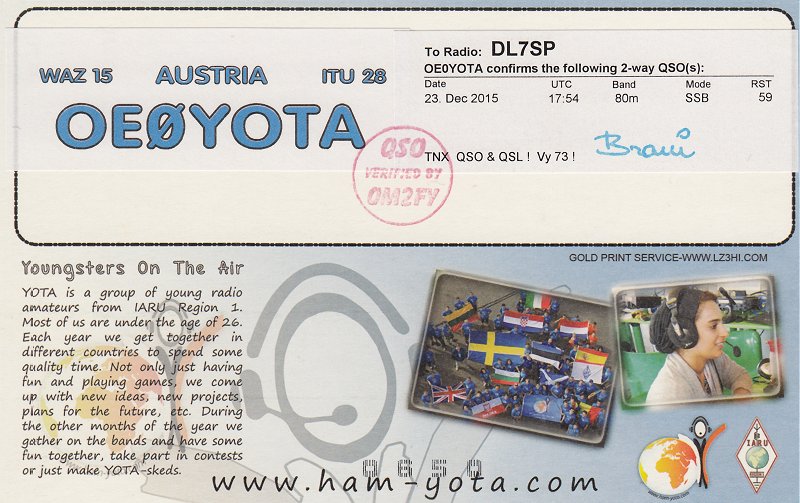 To Radio: DL7SP
OE0YOTA confirms the following 2-way QSO(s):
Date UTC Band Mode RST
23. Dec 2015 17:54 80m SSB 59
TNX QSO & QSL ! Vy 73 !
WAZ 15 AUSTRIA ITU 28
OEØYOTA
QSO
VERIFIED BY
OM2FY
GOLD PRINT SERVICE-WWW.LZ3HI.COM
Youngsters On The Air
YOTA is a group of young radio
amateurs from IARU Region 1.
Most of us are under the age of 26.
Each year we get together in
different countries to spend some
quality time. Not only just having
fun and playing games, we come
up with new ideas, new projects,
plans for the future, etc. During
the other months of the year we
gather on the bands and have some
fun together, take part in contests
or just make YOTA-skeds.
www.ham-yota.com
IARU